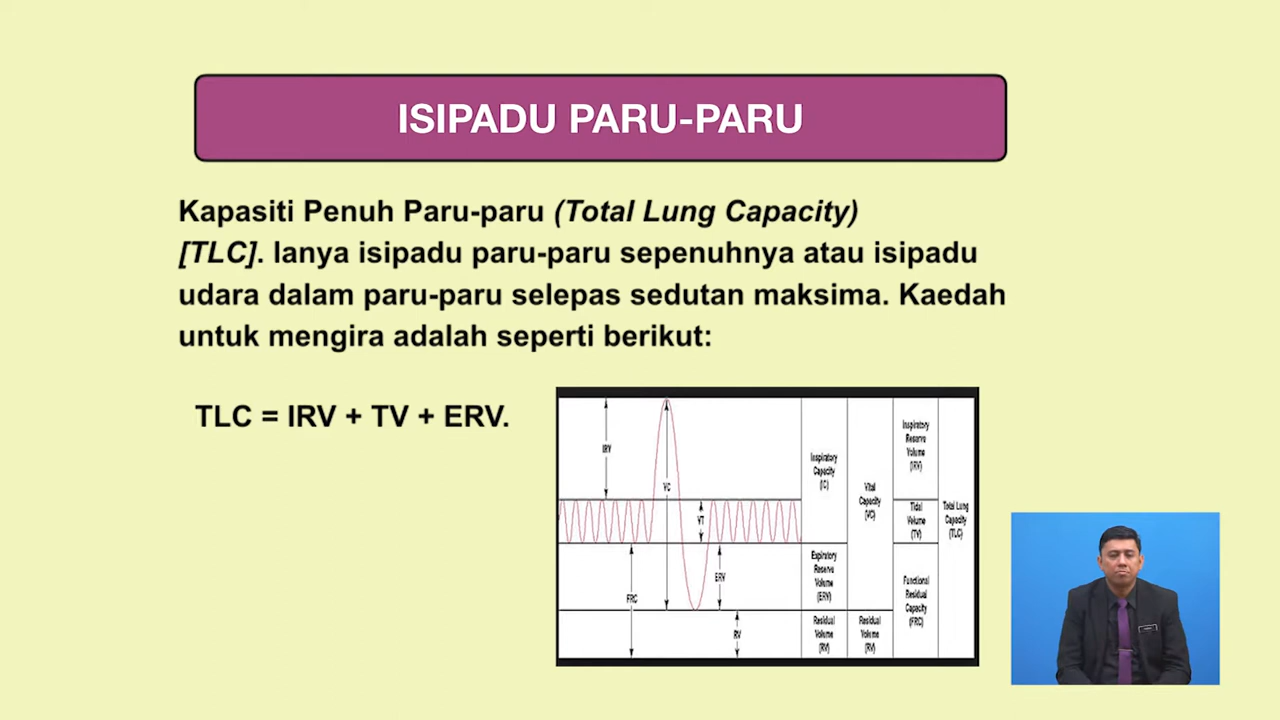 ISIPADU PARU-PARU
Kapasiti Penuh Paru-paru (Total Lung Capacity)
[TLC]. Ianya isipadu paru-paru sepenuhnya atau isipadu
udara dalam paru-paru selepas sedutan maksima. Kaedah
untuk mengira adalah seperti berikut:
TLC = IRV + TV + ERV.
IRV
VC
VT
ERV
FRC
RV
Inspiratory
Capacity
(IC)
Expiratory
Reserve
Volume
(ERV)
Residual
Volume
(RV)
Vital
Capacity
(VC)
Residual
Volume
(RV)
Inspiratory
Reserve
Volume
(IRV)
Tidal
Volume
(TV)
Functional
Residual
Capacity
(FRC)
Total Lung
Capacity
(TLC)